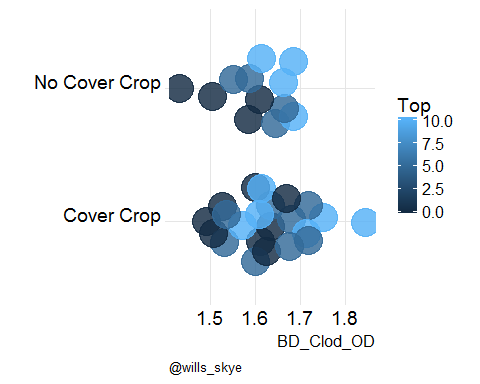 No Cover Crop
Cover Crop
1.5 1.6 1.7 1.8
BD_Clod_OD
Top
10.0
7.5
5.0
2.5
0.0
@wills_skye